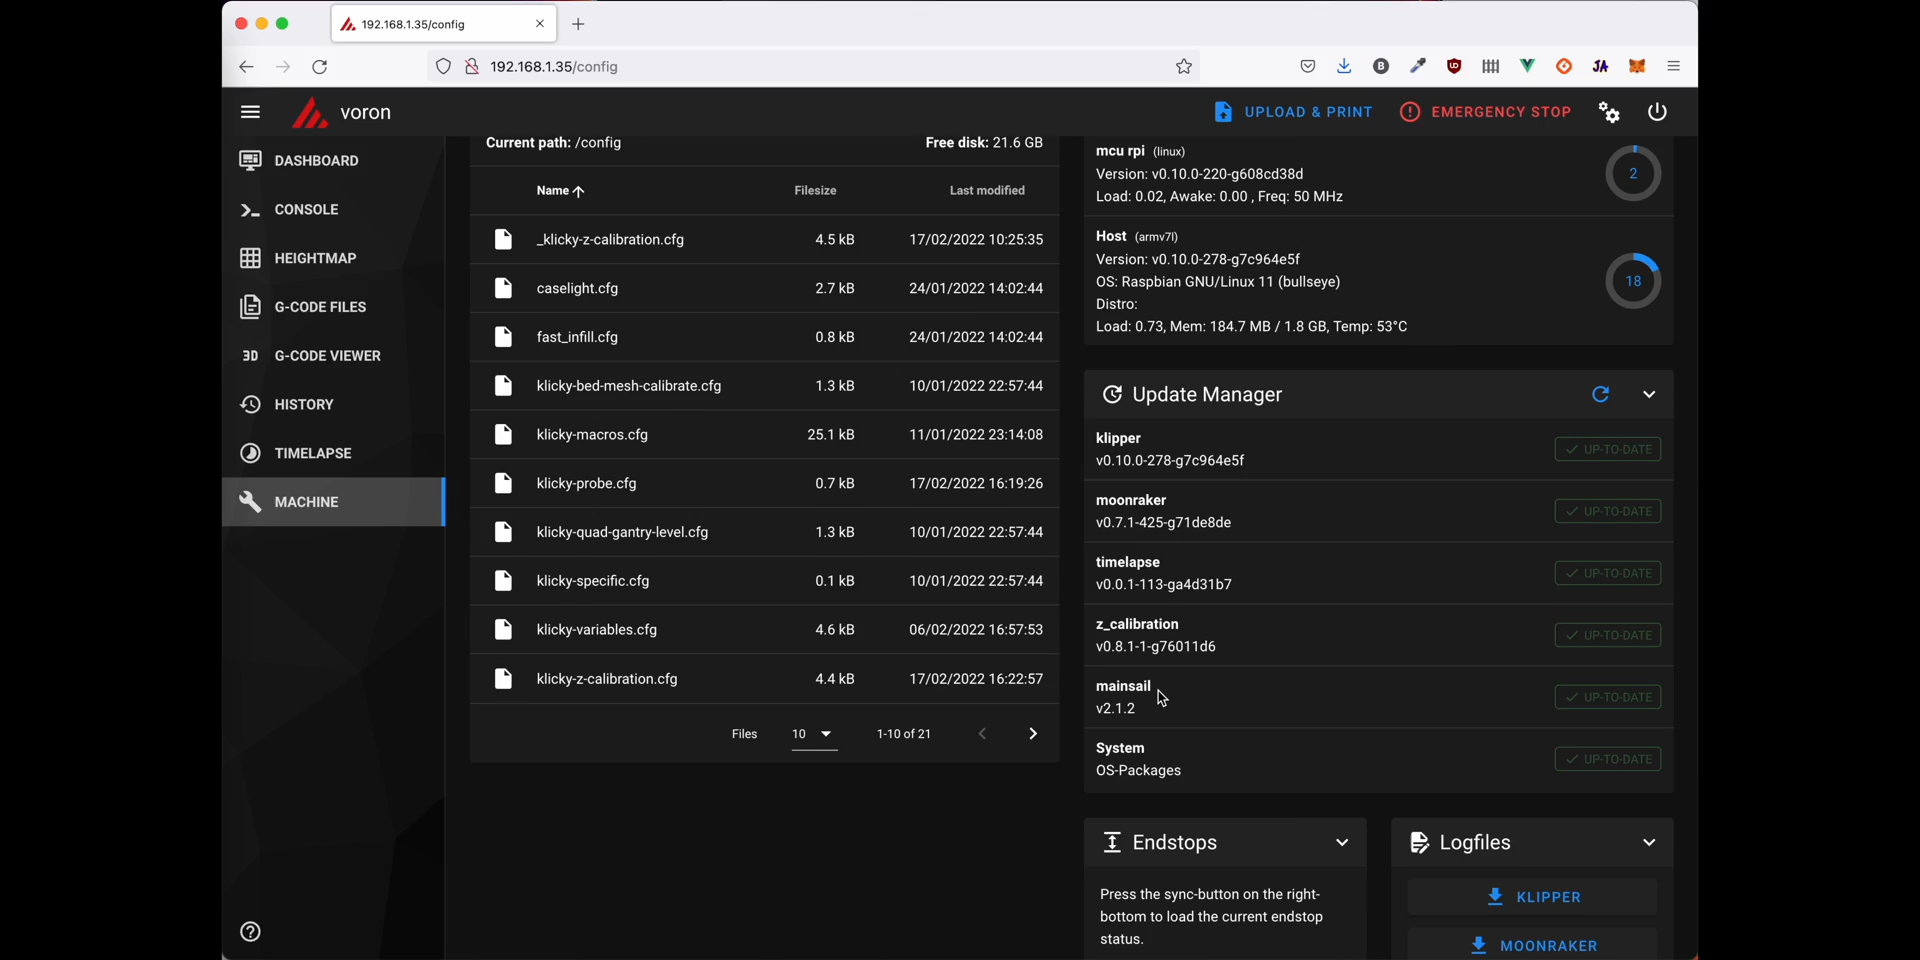 192.168.1.35/config
192.168.1.35/config
voron
UPLOAD & PRINT
EMERGENCY STOP
DASHBOARD
CONSOLE
HEIGHTMAP
G-CODE FILES
3D G-CODE VIEWER
HISTORY
TIMELAPSE
MACHINE
Current path: /config Free disk: 21.6 GB
Name Filesize Last modified
_klicky-z-calibration.cfg 4.5 kB 17/02/2022 10:25:35
caselight.cfg 2.7 kB 24/01/2022 14:02:44
fast_infill.cfg 0.8 kB 24/01/2022 14:02:44
klicky-bed-mesh-calibrate.cfg 1.3 kB 10/01/2022 22:57:44
klicky-macros.cfg 25.1 kB 11/01/2022 23:14:08
klicky-probe.cfg 0.7 kB 17/02/2022 16:19:26
klicky-quad-gantry-level.cfg 1.3 kB 10/01/2022 22:57:44
klicky-specific.cfg 0.1 kB 10/01/2022 22:57:44
klicky-variables.cfg 4.6 kB 06/02/2022 16:57:53
klicky-z-calibration.cfg 4.4 kB 17/02/2022 16:22:57
Files 10 1-10 of 21
mcu rpi (linux)
Version: v0.10.0-220-g608cd38d
Load: 0.02, Awake: 0.00 , Freq: 50 MHz
2
Host (armv7l)
Version: v0.10.0-278-g7c964e5f
OS: Raspbian GNU/Linux 11 (bullseye)
Distro:
Load: 0.73, Mem: 184.7 MB / 1.8 GB, Temp: 53°C
18
Update Manager
klipper
v0.10.0-278-g7c964e5f
UP-TO-DATE
moonraker
v0.7.1-425-g71de8de
UP-TO-DATE
timelapse
v0.0.1-113-ga4d31b7
UP-TO-DATE
z_calibration
v0.8.1-1-g76011d6
UP-TO-DATE
mainsail
v2.1.2
UP-TO-DATE
System
OS-Packages
UP-TO-DATE
Endstops
Press the sync-button on the right-
bottom to load the current endstop
status.
Logfiles
KLIPPER
MOONRAKER